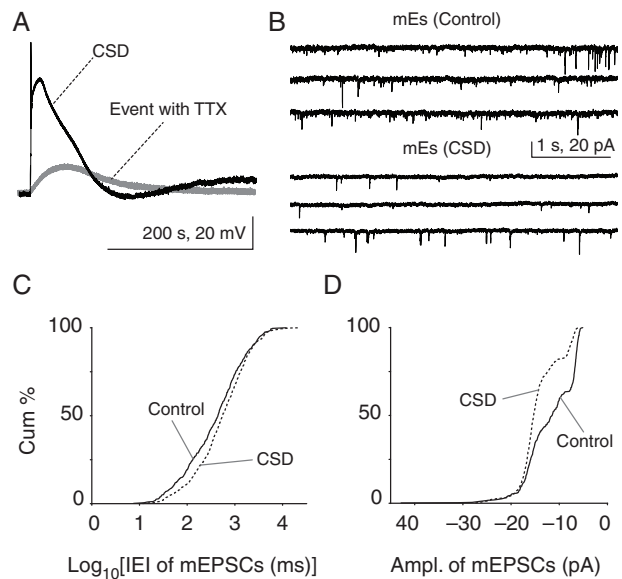 A
CSD
Event with TTX
200 s, 20 mV
B
mEs (Control)
1 s, 20 pA
mEs (CSD)
C
100
50
0
Cum %
Control
CSD
0 1 2 3 4
Log10[IEI of mEPSCs (ms)]
D
100
50
0
CSD
Control
40 −30 −20 −10 0
Ampl. of mEPSCs (pA)